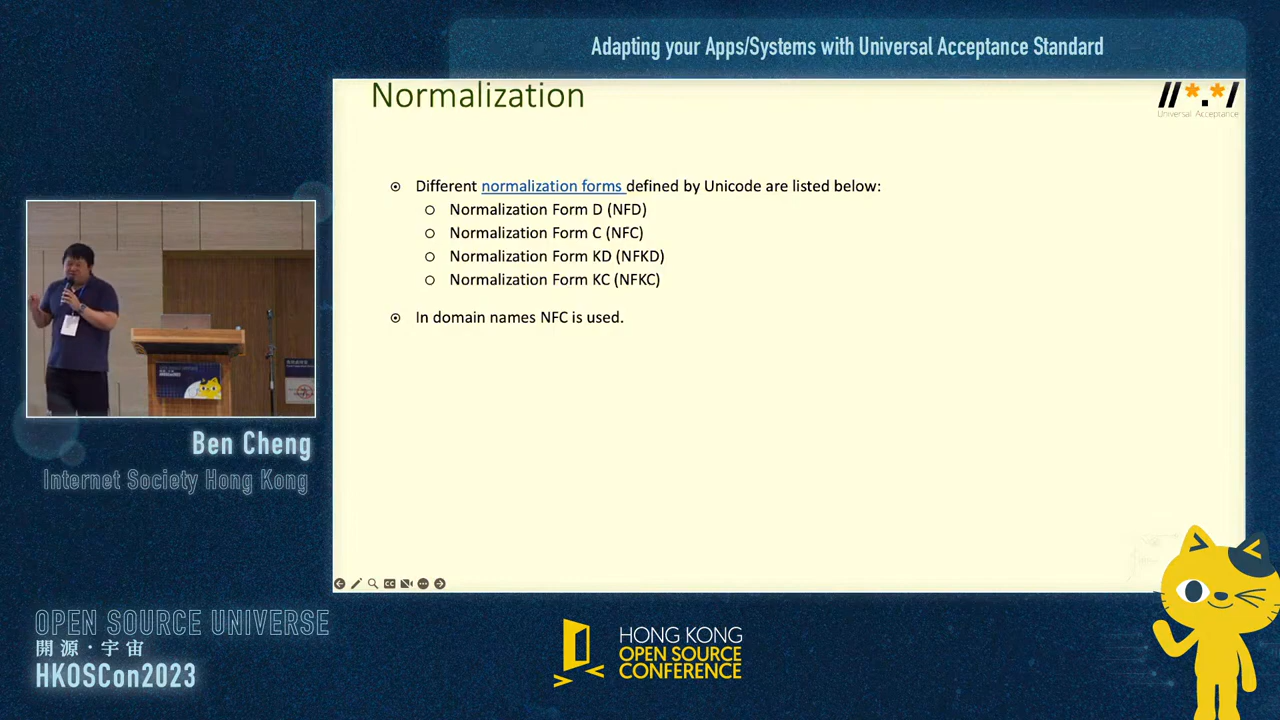 Adapting your Apps/Systems with Universal Acceptance Standard
Normalization
Universal Acceptance
Different normalization forms defined by Unicode are listed below:
Normalization Form D (NFD)
Normalization Form C (NFC)
Normalization Form KD (NFKD)
Normalization Form KC (NFKC)
In domain names NFC is used.
Ben Cheng
Internet Society Hong Kong
OPEN SOURCE UNIVERSE
開源·宇宙
HKOSCon2023
HONG KONG
OPEN SOURCE
CONFERENCE